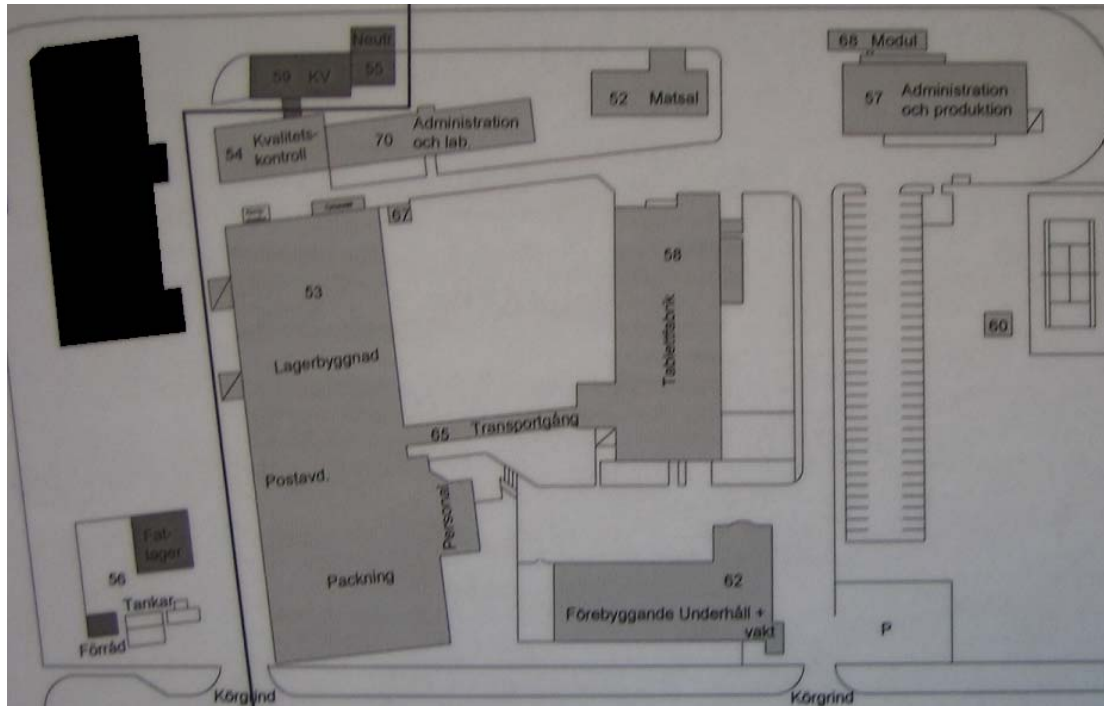 Neutr.
68 Modul
59 KV
55
52 Matsal
57
Administration
och produktion
54
Kvalitets-
kontroll
70
Administration
och lab.
67
58
53
60
Lagerbyggnad
Tablettfabrik
65 Transportgång
Postavd.
Personal
Fat-
lager
56
Packning
62
Tankar
Förebyggande Underhåll +
vakt
P
Förråd
Körgrind
Körgrind